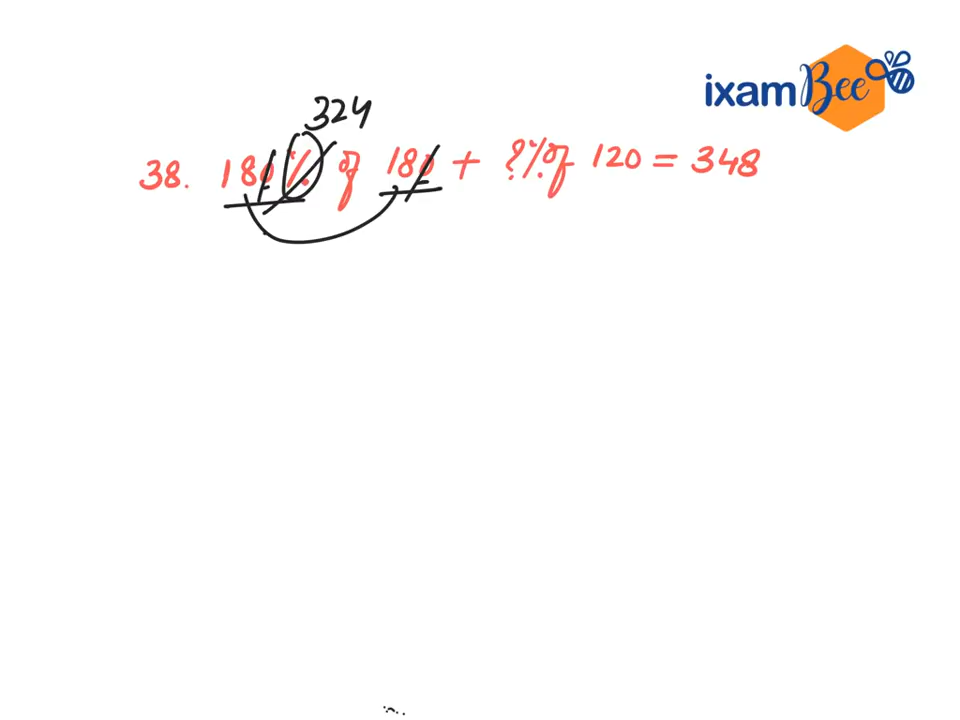 ixamBee
324
38. 180% of 180 + ?% of 120 = 348